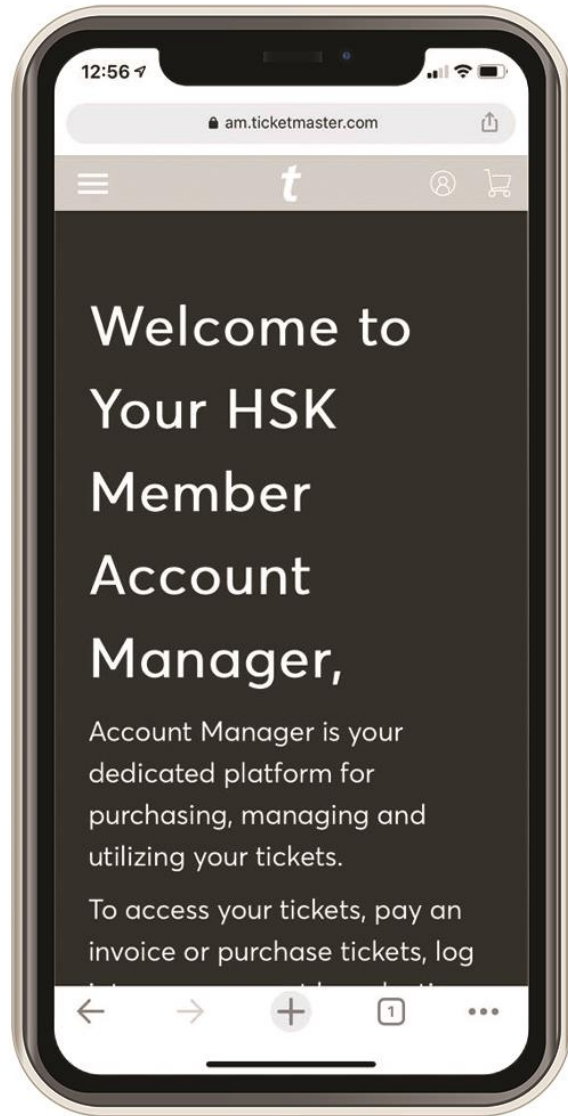 12:56
am.ticketmaster.com
t
Welcome to
Your HSK
Member
Account
Manager,
Account Manager is your
dedicated platform for
purchasing, managing and
utilizing your tickets.
To access your tickets, pay an
invoice or purchase tickets, log
1